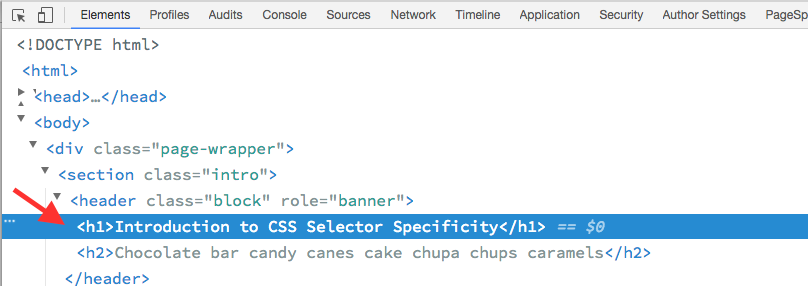 Elements Profiles Audits Console Sources Network Timeline Application Security Author Settings PageSp
<!DOCTYPE html>
<html>
<head>…</head>
<body>
<div class="page-wrapper">
<section class="intro">
<header class="block" role="banner">
… <h1>Introduction to CSS Selector Specificity</h1> == $0
<h2>Chocolate bar candy canes cake chupa chups caramels</h2>
</header>